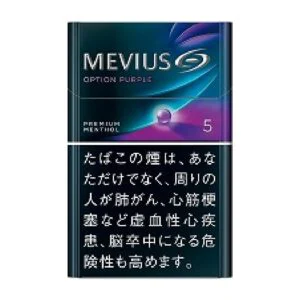 MEVIUS
OPTION PURPLE
PREMIUM
MENTHOL
5
たばこの煙は、あな
ただけでなく、周りの
人が肺がん、心筋梗
塞など虚血性心疾
患、脳卒中になる危
険性も高めます。